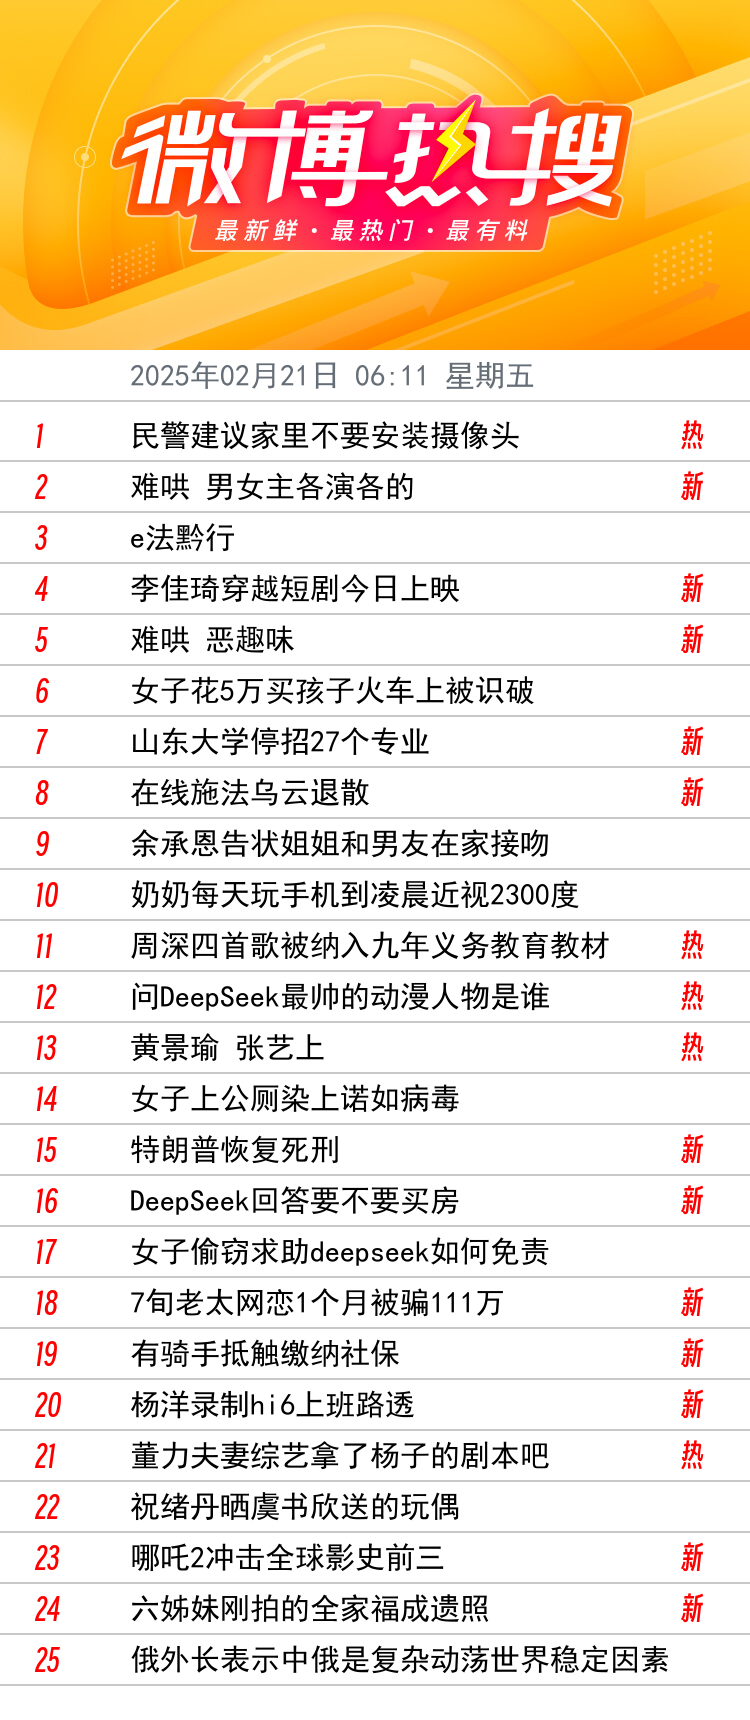 微博热搜
最新鲜·最热门·最有料
2025年02月21日 06:11 星期五
1 民警建议家里不要安装摄像头 热
2 难哄 男女主各演各的 新
3 e法黔行
4 李佳琦穿越短剧今日上映 新
5 难哄 恶趣味 新
6 女子花5万买孩子火车上被识破
7 山东大学停招27个专业 新
8 在线施法乌云退散 新
9 余承恩告状姐姐和男友在家接吻
10 奶奶每天玩手机到凌晨近视2300度
11 周深四首歌被纳入九年义务教育教材 热
12 问DeepSeek最帅的动漫人物是谁 热
13 黄景瑜 张艺上 热
14 女子上公厕染上诺如病毒
15 特朗普恢复死刑 新
16 DeepSeek回答要不要买房 新
17 女子偷窃求助deepseek如何免责
18 7旬老太网恋1个月被骗111万 新
19 有骑手抵触缴纳社保 新
20 杨洋录制hi6上班路透 新
21 董力夫妻综艺拿了杨子的剧本吧 热
22 祝绪丹晒虞书欣送的玩偶
23 哪吒2冲击全球影史前三 新
24 六姊妹刚拍的全家福成遗照 新
25 俄外长表示中俄是复杂动荡世界稳定因素